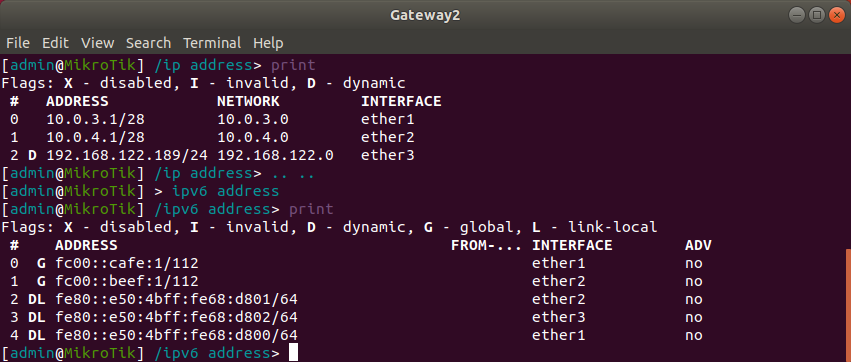 Gateway2
File Edit View Search Terminal Help
[admin@MikroTik] /ip address> print
Flags: X - disabled, I - invalid, D - dynamic
 #   ADDRESS            NETWORK         INTERFACE
 0   10.0.3.1/28        10.0.3.0        ether1
 1   10.0.4.1/28        10.0.4.0        ether2
 2 D 192.168.122.189/24 192.168.122.0   ether3
[admin@MikroTik] /ip address> .. ..
[admin@MikroTik] > ipv6 address
[admin@MikroTik] /ipv6 address> print
Flags: X - disabled, I - invalid, D - dynamic, G - global, L - link-local
 #    ADDRESS                                     FROM-... INTERFACE        ADV
 0  G fc00::cafe:1/112                                     ether1           no
 1  G fc00::beef:1/112                                     ether2           no
 2 DL fe80::e50:4bff:fe68:d801/64                          ether2           no
 3 DL fe80::e50:4bff:fe68:d802/64                          ether3           no
 4 DL fe80::e50:4bff:fe68:d800/64                          ether1           no
[admin@MikroTik] /ipv6 address>